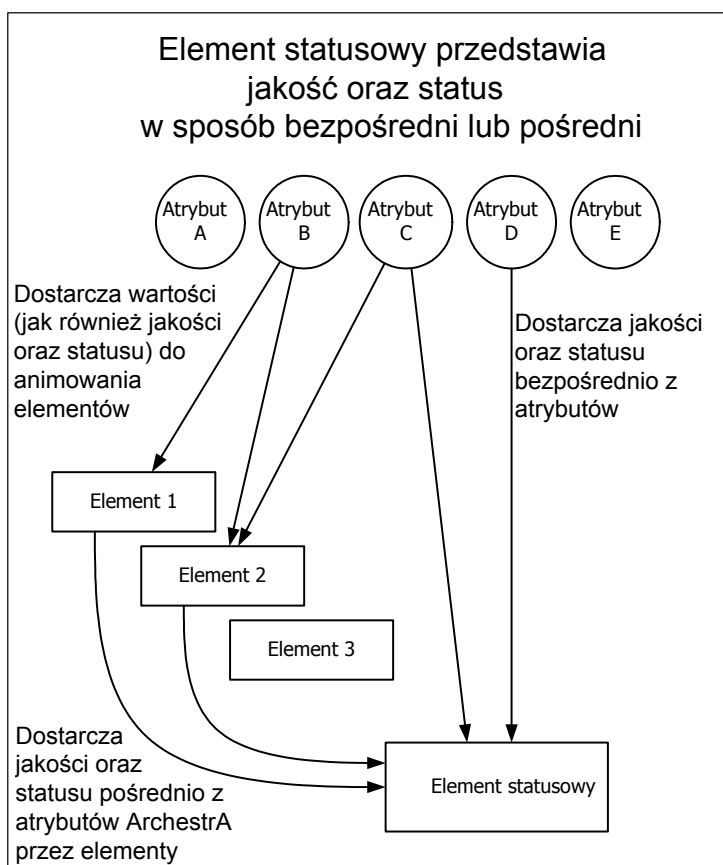 Element statusowy przedstawia
jakość oraz status
w sposób bezpośredni lub pośredni
Atrybut
A
Atrybut
B
Atrybut
C
Atrybut
D
Atrybut
E
Dostarcza wartości
(jak również jakości
oraz statusu) do
animowania
elementów
Dostarcza jakości
oraz statusu
bezpośrednio z
atrybutów
Element 1
Element 2
Element 3
Dostarcza
jakości oraz
statusu pośrednio z
atrybutów ArchestrA
przez elementy
Element statusowy